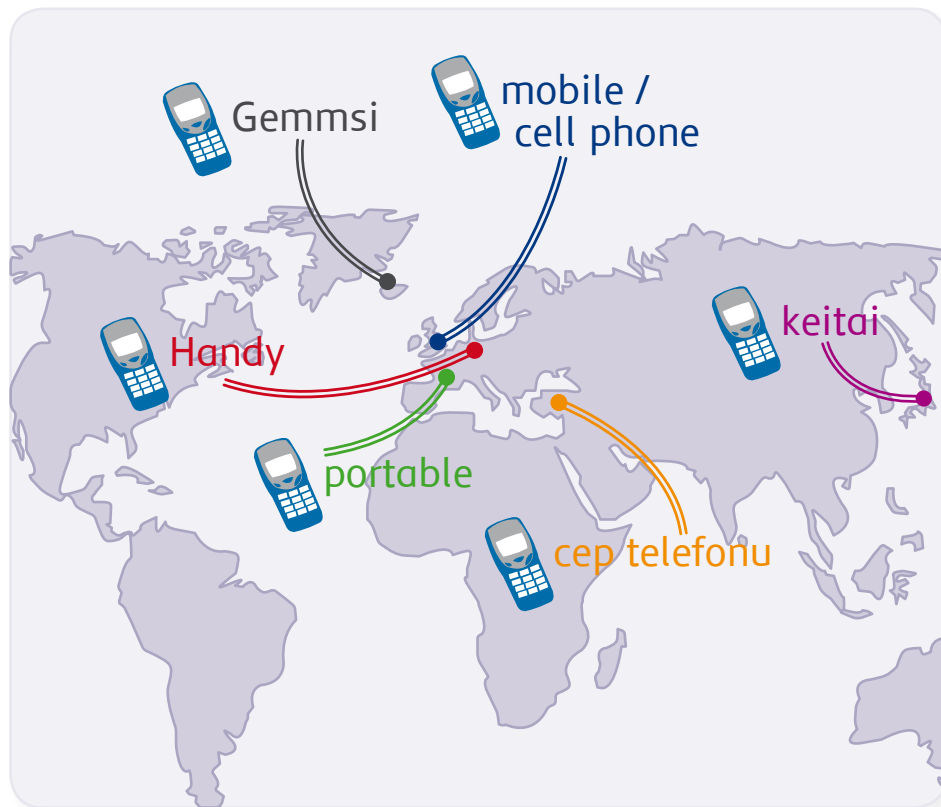 Gemmsi
mobile /
cell phone
Handy
keitai
portable
cep telefonu